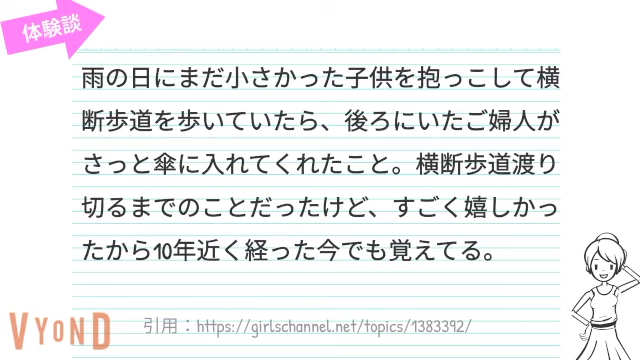 体験談
雨の日にまだ小さかった子供を抱っこして横
断歩道を歩いていたら、後ろにいたご婦人が
さっと傘に入れてくれたこと。横断歩道渡り
切るまでのことだったけど、すごく嬉しかっ
たから10年近く経った今でも覚えてる。
VYOND
引用：https://girlschannel.net/topics/1383392/